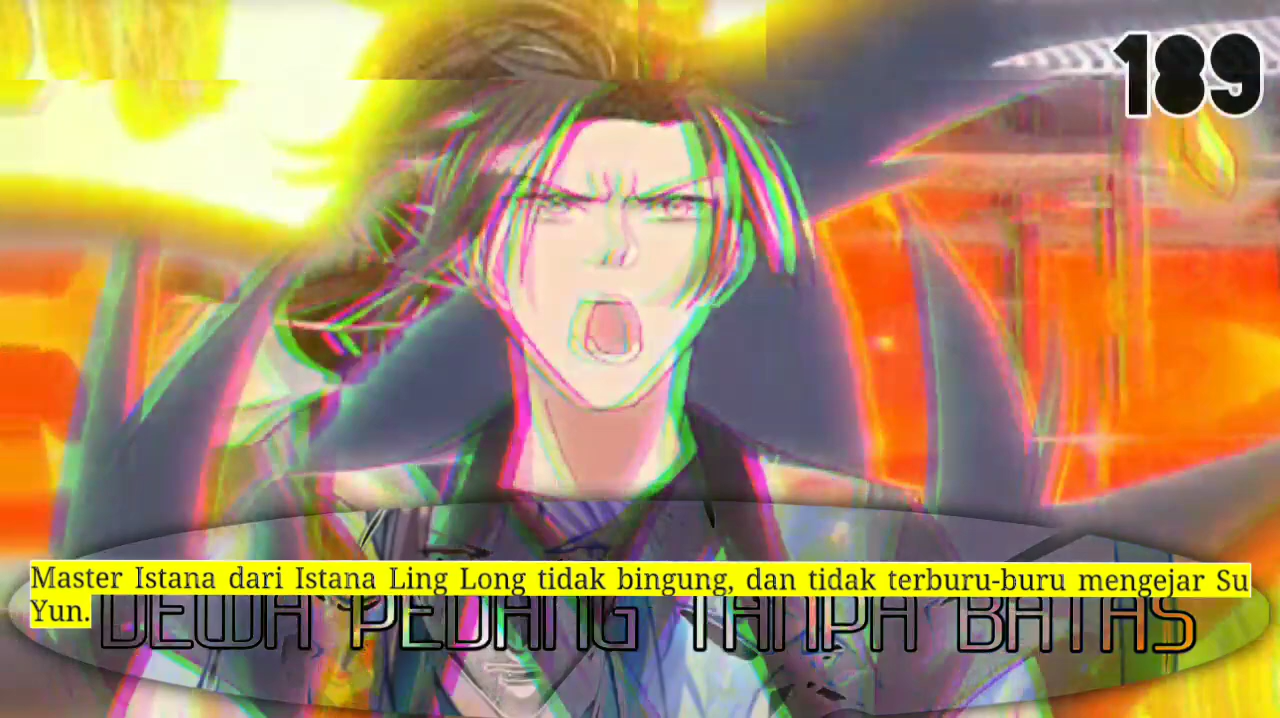 189
Master Istana dari Istana Ling Long tidak bingung, dan tidak terburu-buru mengejar Su
Yun.
DEWA PEDANG TANPA BATAS